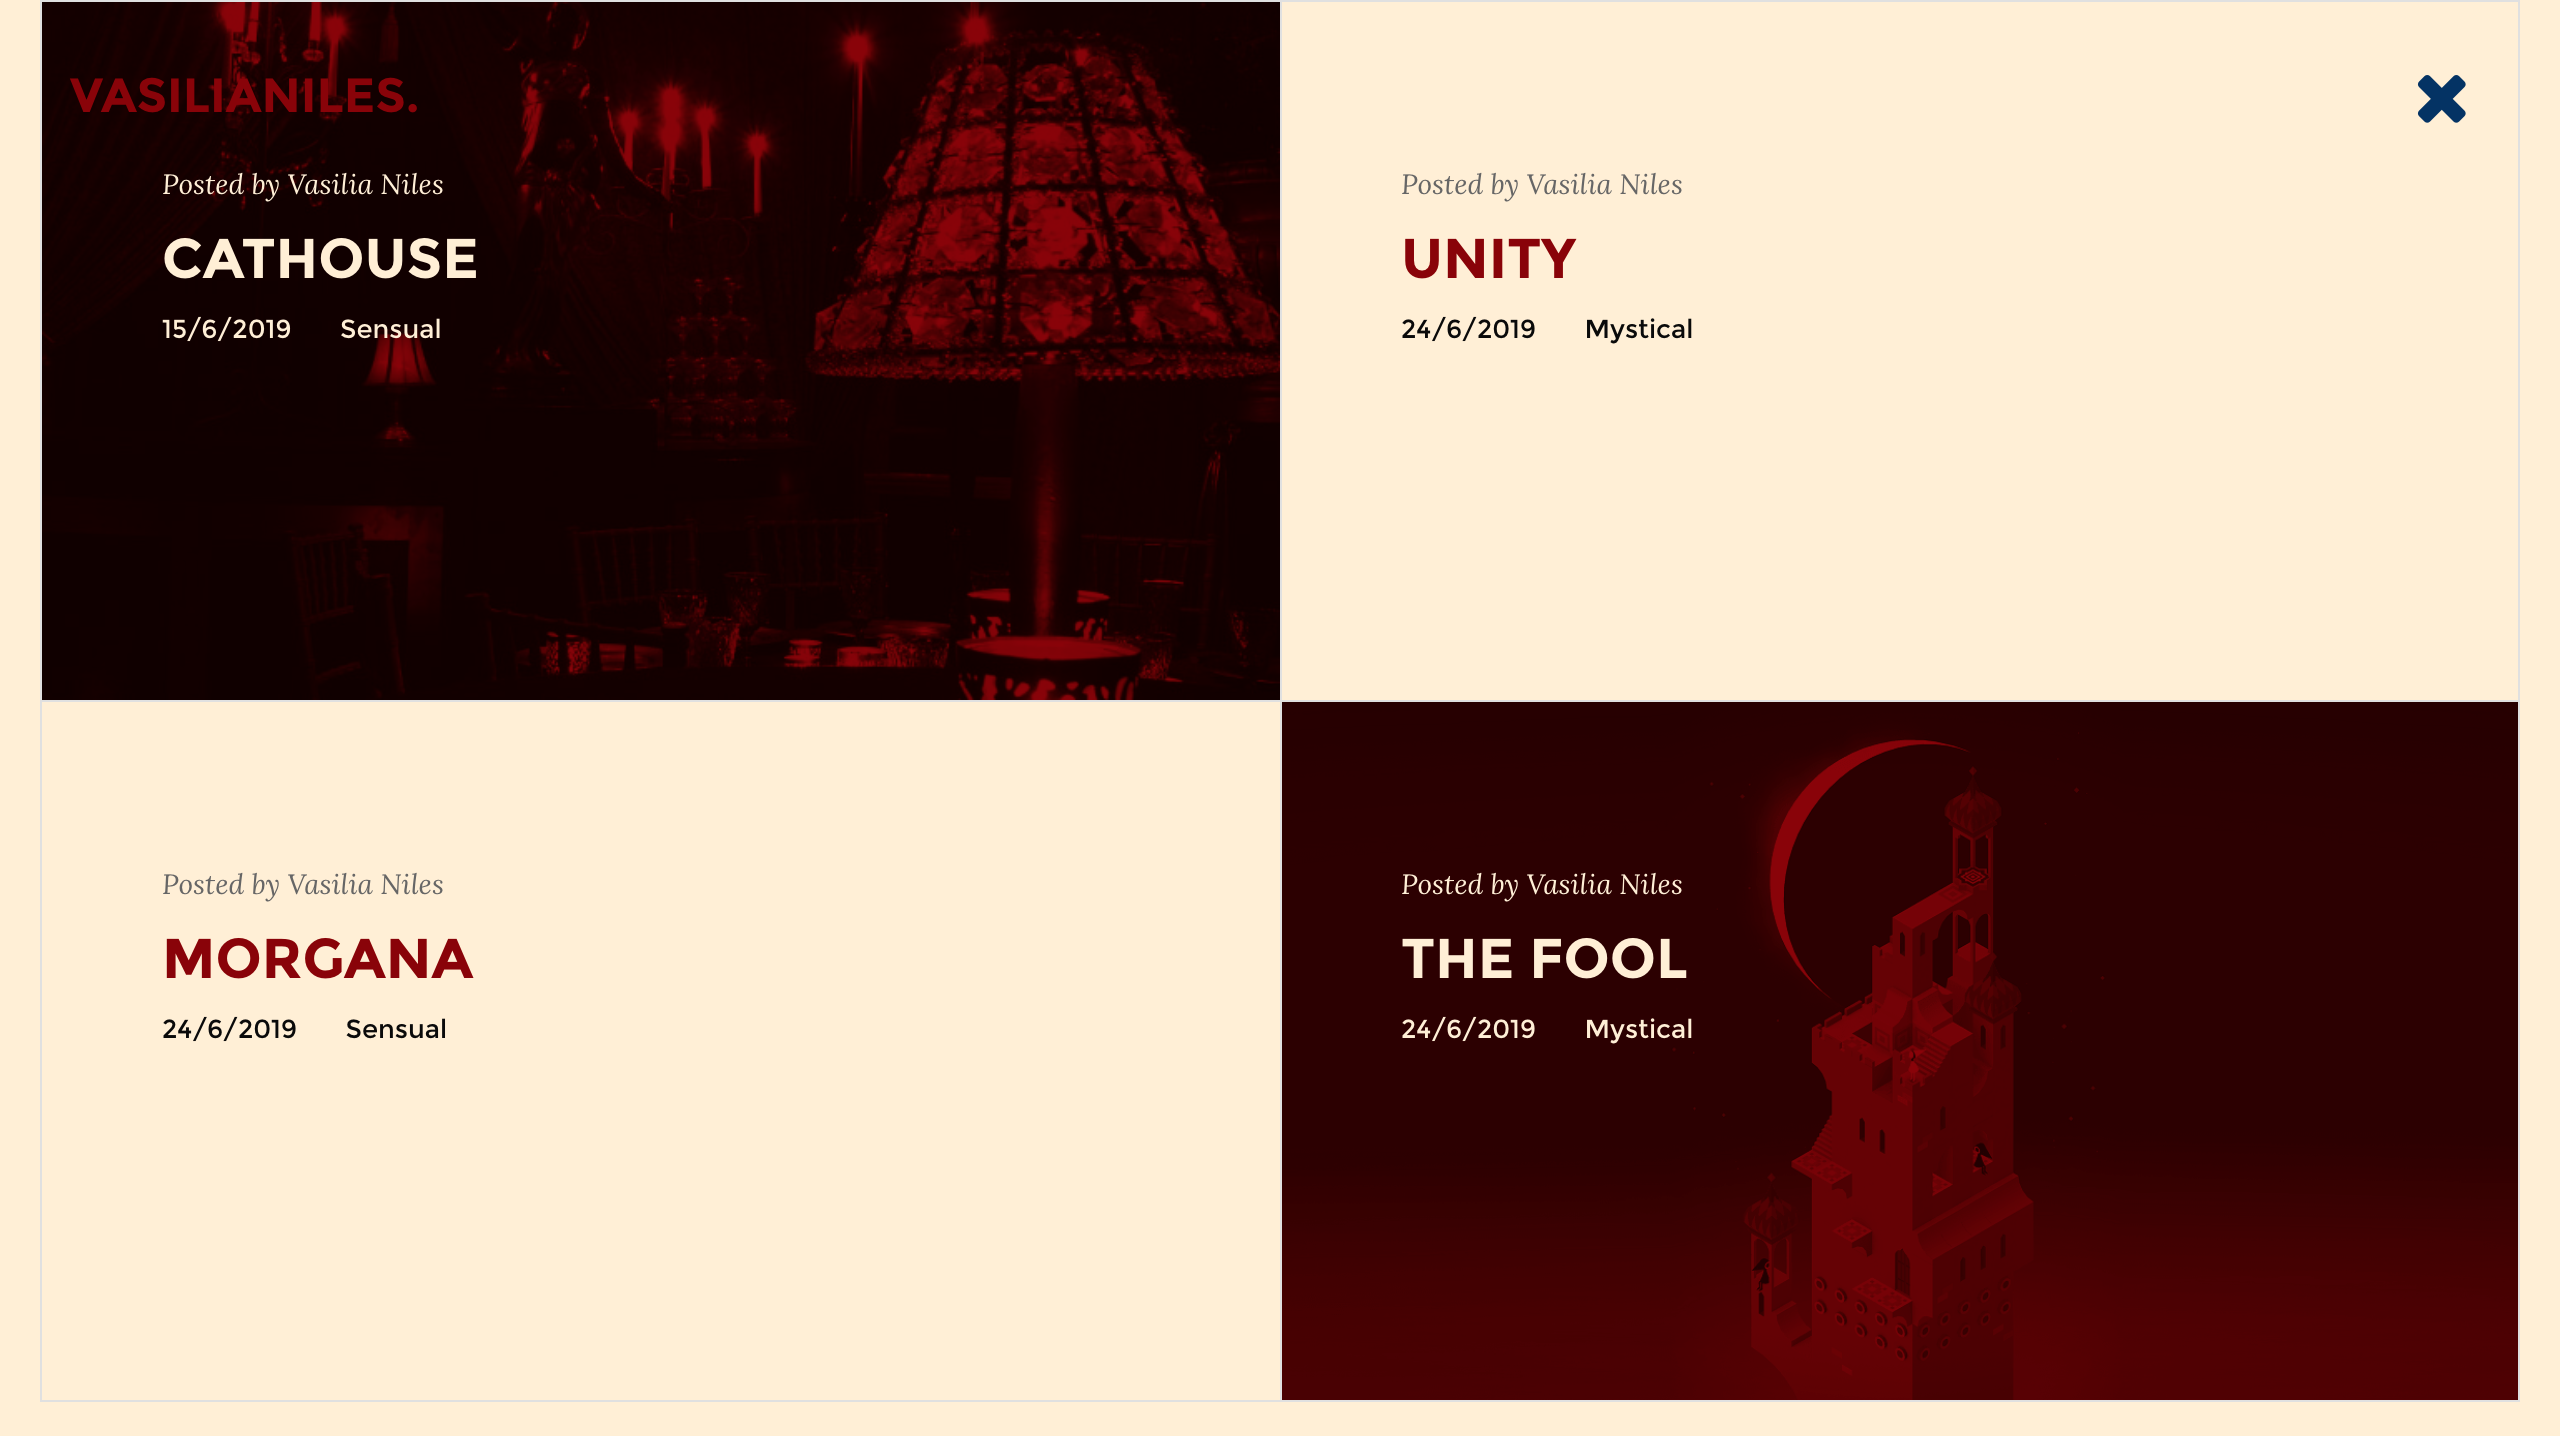 VASILIANILES.
Posted by Vasilia Niles
CATHOUSE
15/6/2019 Sensual
Posted by Vasilia Niles
UNITY
24/6/2019 Mystical
Posted by Vasilia Niles
MORGANA
24/6/2019 Sensual
Posted by Vasilia Niles
THE FOOL
24/6/2019 Mystical